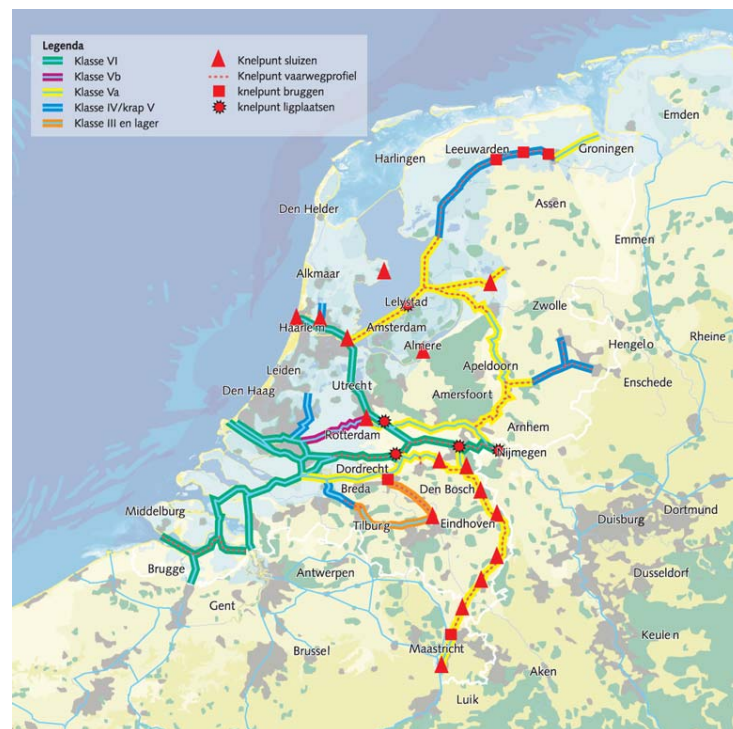 Legenda
Klasse VI
Klasse Vb
Klasse Va
Klasse IV/krap V
Klasse III en lager
Knelpunt sluizen
Knelpunt vaarwegprofiel
knelpunt bruggen
knelpunt ligplaatsen
Emden
Leeuwarden
Groningen
Harlingen
Assen
Den Helder
Emmen
Alkmaar
Lelystad
Zwolle
Haarlem
Amsterdam
Rheine
Almere
Hengelo
Leiden
Apeldoorn
Enschede
Den Haag
Utrecht
Amersfoort
Arnhem
Rotterdam
Nijmegen
Dordrecht
Breda
Den Bosch
Middelburg
Tilburg
Eindhoven
Duisburg
Dortmund
Brugge
Antwerpen
Dusseldorf
Gent
Brussel
Maastricht
Keulen
Aken
Luik